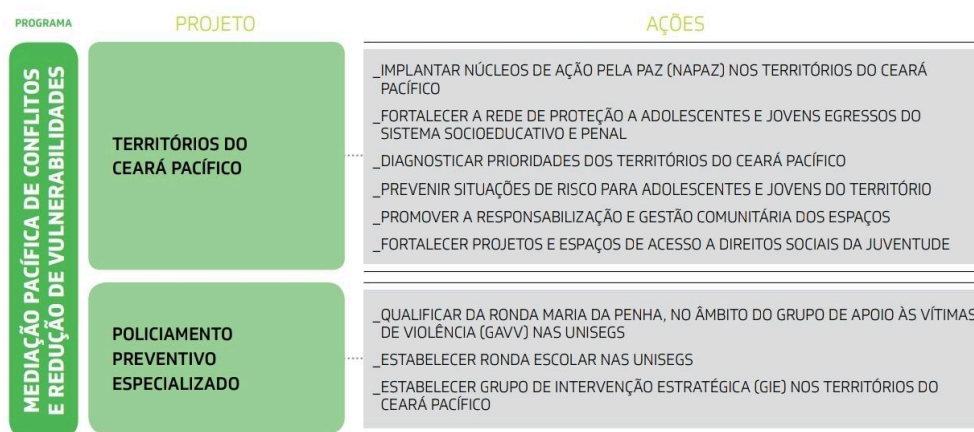 PROGRAMA
PROJETO
AÇÕES
MEDIAÇÃO PACÍFICA DE CONFLITOS
E REDUÇÃO DE VULNERABILIDADES
TERRITÓRIOS DO
CEARÁ PACÍFICO
_IMPLANTAR NÚCLEOS DE AÇÃO PELA PAZ (NAPAZ) NOS TERRITÓRIOS DO CEARÁ
PACÍFICO
_FORTALECER A REDE DE PROTEÇÃO A ADOLESCENTES E JOVENS EGRESSOS DO
SISTEMA SOCIOEDUCATIVO E PENAL
_DIAGNOSTICAR PRIORIDADES DOS TERRITÓRIOS DO CEARÁ PACÍFICO
_PREVENIR SITUAÇÕES DE RISCO PARA ADOLESCENTES E JOVENS DO TERRITÓRIO
_PROMOVER A RESPONSABILIZAÇÃO E GESTÃO COMUNITÁRIA DOS ESPAÇOS
_FORTALECER PROJETOS E ESPAÇOS DE ACESSO A DIREITOS SOCIAIS DA JUVENTUDE
POLICIAMENTO
PREVENTIVO
ESPECIALIZADO
_QUALIFICAR DA RONDA MARIA DA PENHA, NO ÂMBITO DO GRUPO DE APOIO ÀS VÍTIMAS
DE VIOLÊNCIA (GAVV) NAS UNISEGS
_ESTABELECER RONDA ESCOLAR NAS UNISEGS
_ESTABELECER GRUPO DE INTERVENÇÃO ESTRATÉGICA (GIE) NOS TERRITÓRIOS DO
CEARÁ PACÍFICO